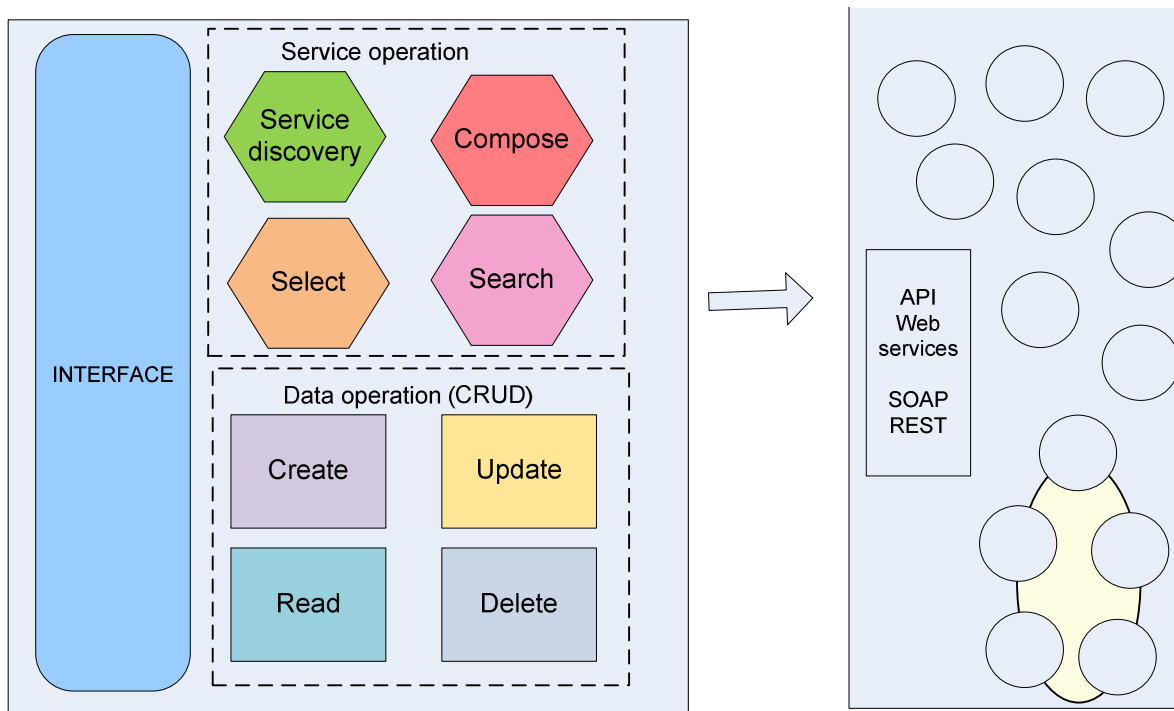 Service operation
Service
discovery
Compose
Select
Search
INTERFACE
Data operation (CRUD)
Create
Update
Read
Delete
API
Web
services
SOAP
REST